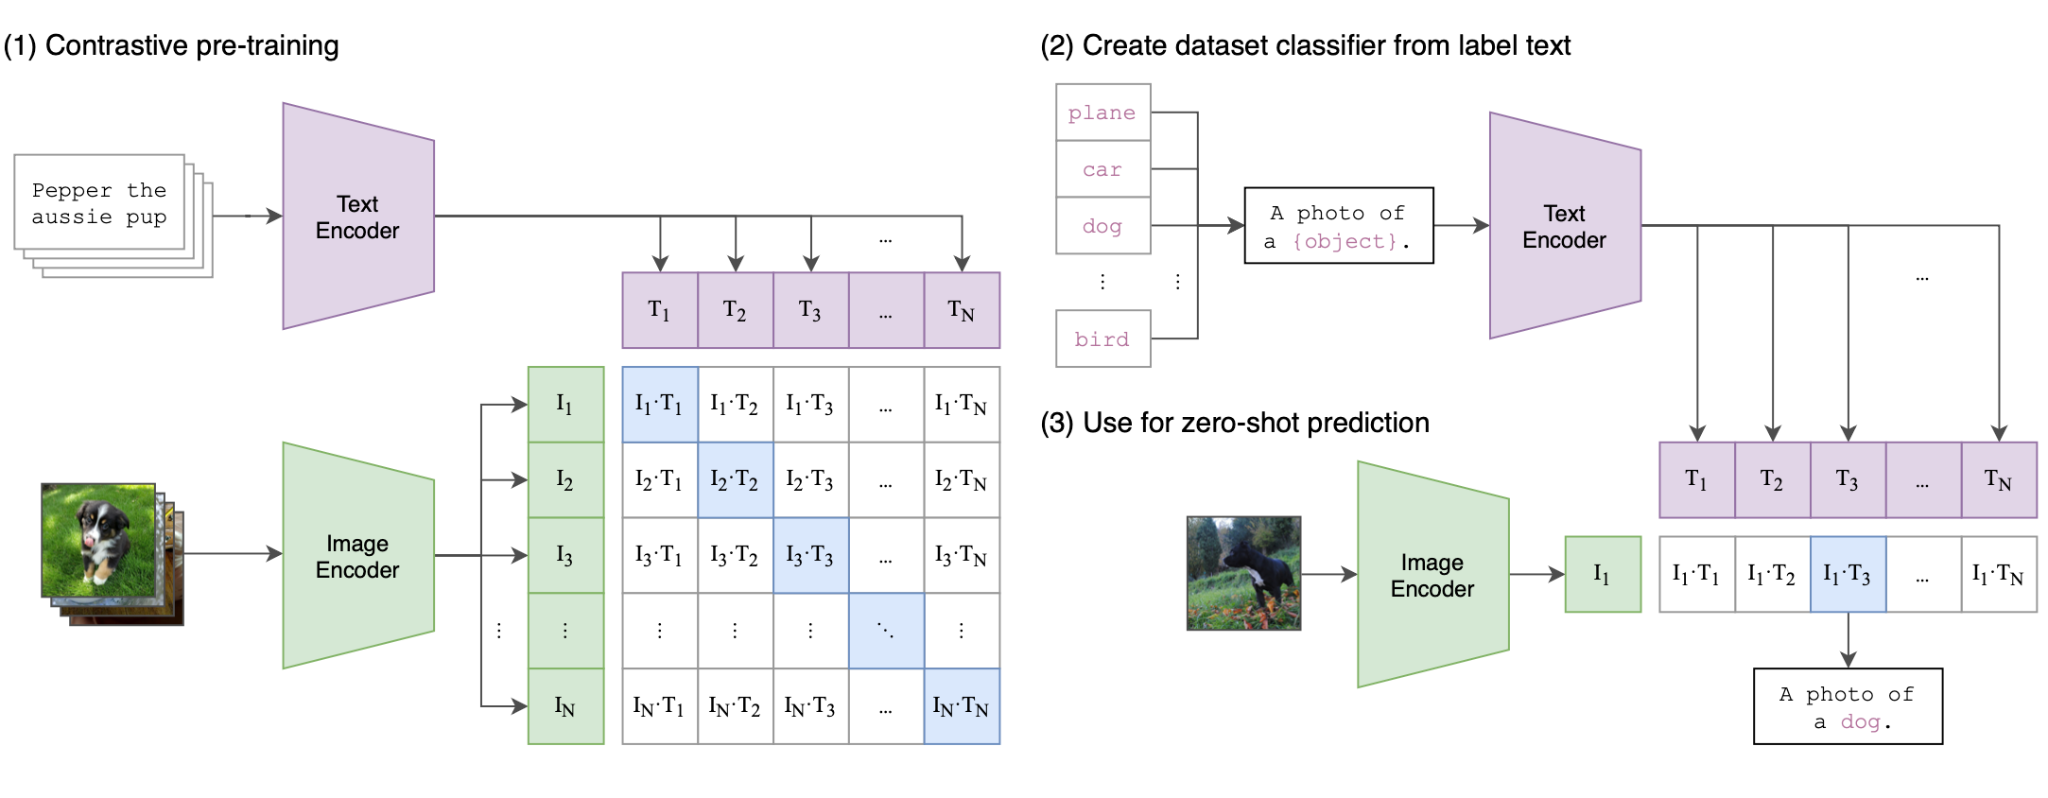 (1) Contrastive pre-training
Pepper the
aussie pup
Text
Encoder
...
T1 T2 T3 ... TN
Image
Encoder
I1 I1·T1 I1·T2 I1·T3 ... I1·TN
I2 I2·T1 I2·T2 I2·T3 ... I2·TN
I3 I3·T1 I3·T2 I3·T3 ... I3·TN
⋮ ⋮ ⋮ ⋮ ⋮ ⋱ ⋮
IN IN·T1 IN·T2 IN·T3 ... IN·TN
(2) Create dataset classifier from label text
plane
car
dog
⋮ ⋮
bird
A photo of
a {object}.
Text
Encoder
...
(3) Use for zero-shot prediction
T1 T2 T3 ... TN
Image
Encoder
I1 I1·T1 I1·T2 I1·T3 ... I1·TN
A photo of
a dog.